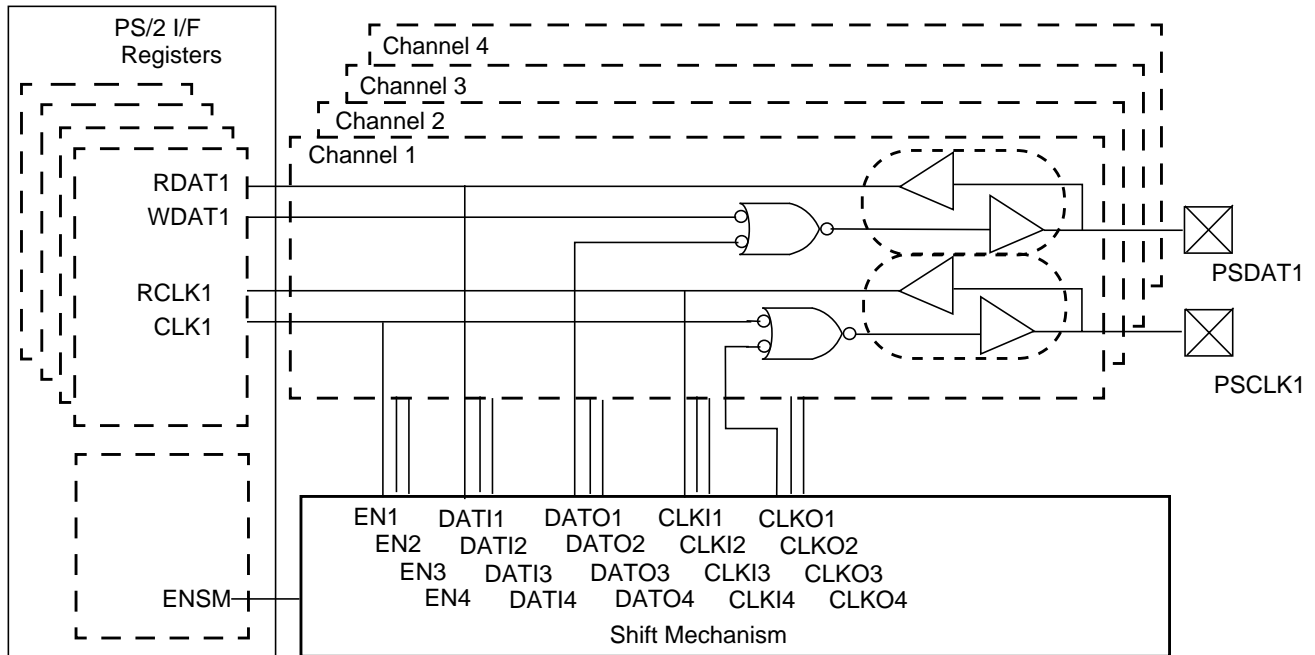 PS/2 I/F
Registers
Channel 4
Channel 3
Channel 2
Channel 1
RDAT1
WDAT1
RCLK1
CLK1
PSDAT1
PSCLK1
EN1 DATI1 DATO1 CLKI1 CLKO1
EN2 DATI2 DATO2 CLKI2 CLKO2
EN3 DATI3 DATO3 CLKI3 CLKO3
EN4 DATI4 DATO4 CLKI4 CLKO4
ENSM
Shift Mechanism